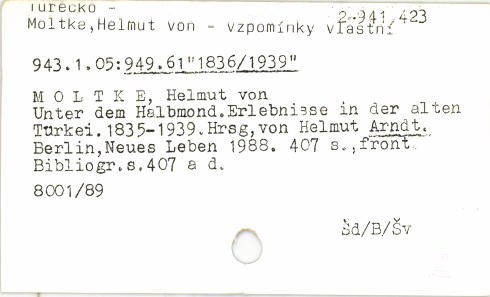 Turecko -
2-941.423
Moltke,Helmut von - vzpomínky vlastní
943.1.05:949.61"1836/1939"
M O L T K E, Helmut von
Unter dem Halbmond.Erlebnisse in der alten
Türkei.1835-1939.Hrsg,von Helmut Arndt.
Berlin,Neues Leben 1988. 407 s.,front.
Bibliogr.s.407 a d.
8001/89
Šd/B/Šv